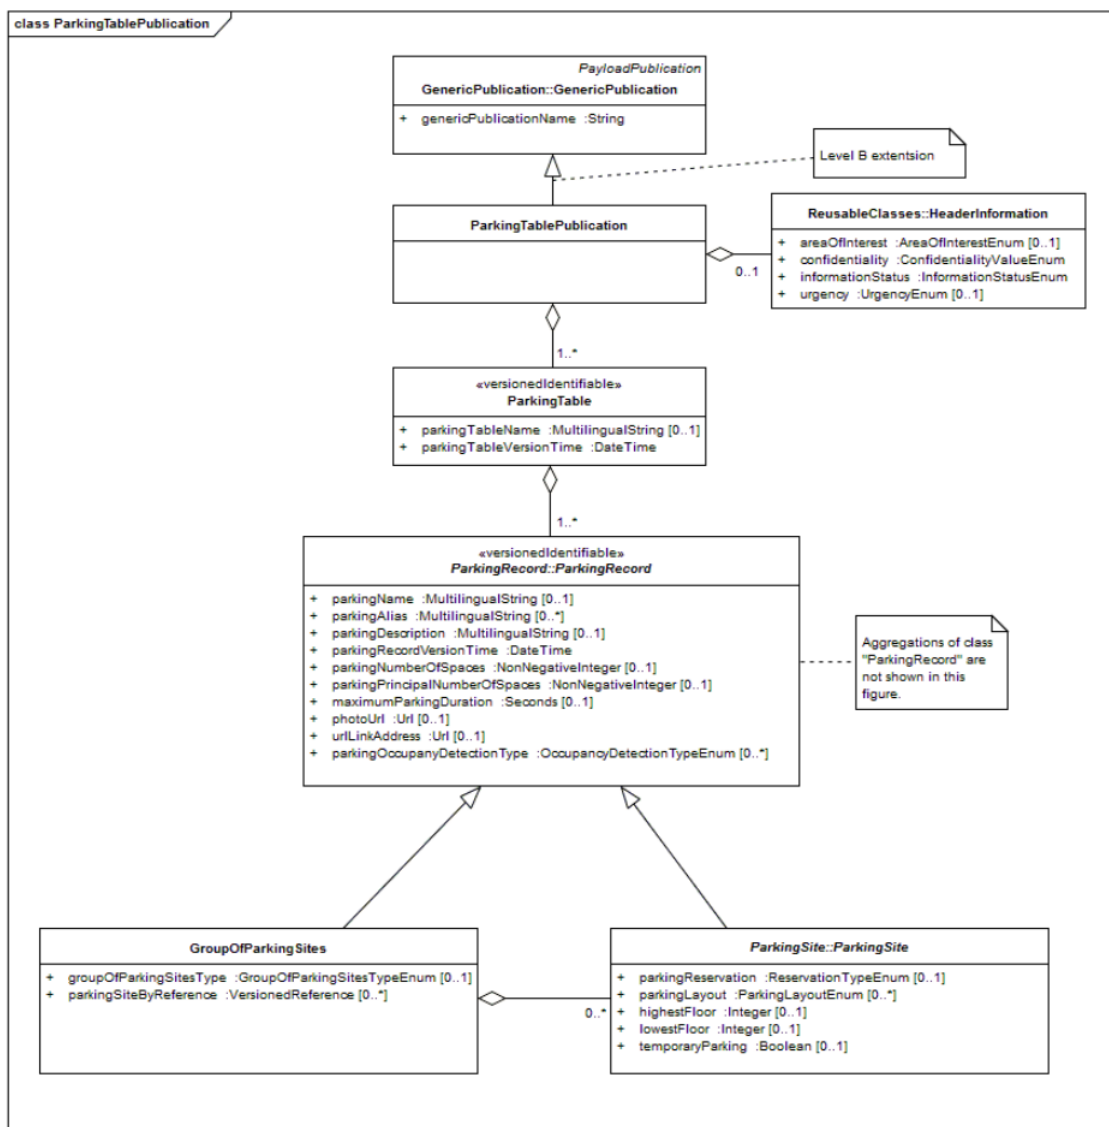 class ParkingTablePublication
PayloadPublication
GenericPublication::GenericPublication
+ genericPublicationName :String
Level B extentsion
ParkingTablePublication
ReusableClasses::HeaderInformation
+ areaOfInterest :AreaOfInterestEnum [0..1]
+ confidentiality :ConfidentialityValueEnum
+ informationStatus :InformationStatusEnum
+ urgency :UrgencyEnum [0..1]
0..1
1..*
«versionedIdentifiable»
ParkingTable
+ parkingTableName :MultilingualString [0..1]
+ parkingTableVersionTime :DateTime
1..*
«versionedIdentifiable»
ParkingRecord::ParkingRecord
+ parkingName :MultilingualString [0..1]
+ parkingAlias :MultilingualString [0..*]
+ parkingDescription :MultilingualString [0..1]
+ parkingRecordVersionTime :DateTime
+ parkingNumberOfSpaces :NonNegativeInteger [0..1]
+ parkingPrincipalNumberOfSpaces :NonNegativeInteger [0..1]
+ maximumParkingDuration :Seconds [0..1]
+ photoUrl :Url [0..1]
+ urlLinkAddress :Url [0..1]
+ parkingOccupanyDetectionType :OccupancyDetectionTypeEnum [0..*]
Aggregations of class
"ParkingRecord" are
not shown in this
figure.
GroupOfParkingSites
+ groupOfParkingSitesType :GroupOfParkingSitesTypeEnum [0..1]
+ parkingSiteByReference :VersionedReference [0..*]
0..*
ParkingSite::ParkingSite
+ parkingReservation :ReservationTypeEnum [0..1]
+ parkingLayout :ParkingLayoutEnum [0..*]
+ highestFloor :Integer [0..1]
+ lowestFloor :Integer [0..1]
+ temporaryParking :Boolean [0..1]